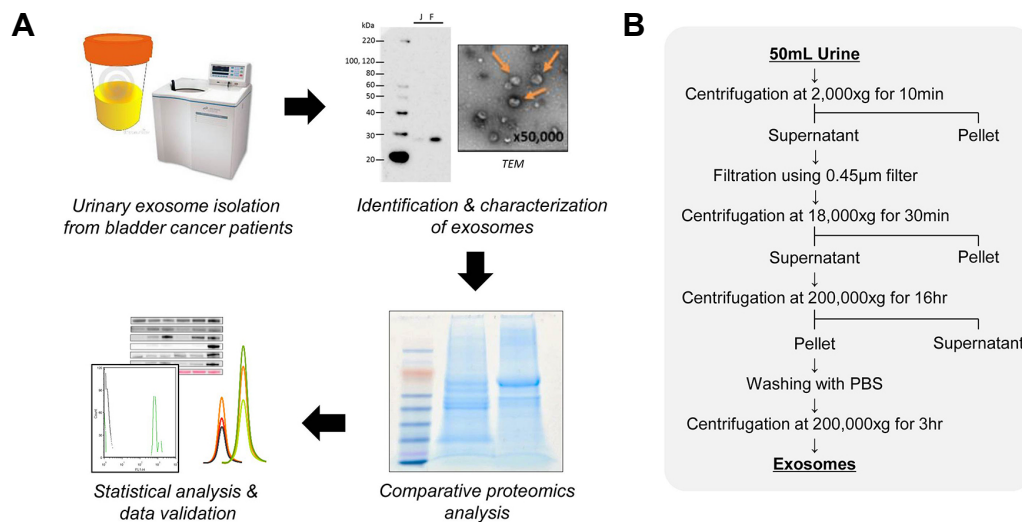 A
kDa
J F
220
100, 120
80
60
50
40
30
20
x50,000
TEM
Urinary exosome isolation
from bladder cancer patients
Identification & characterization
of exosomes
Count
FL1-H
Statistical analysis &
data validation
Comparative proteomics
analysis
B
50mL Urine
Centrifugation at 2,000xg for 10min
Supernatant Pellet
Filtration using 0.45μm filter
Centrifugation at 18,000xg for 30min
Supernatant Pellet
Centrifugation at 200,000xg for 16hr
Pellet Supernatant
Washing with PBS
Centrifugation at 200,000xg for 3hr
Exosomes